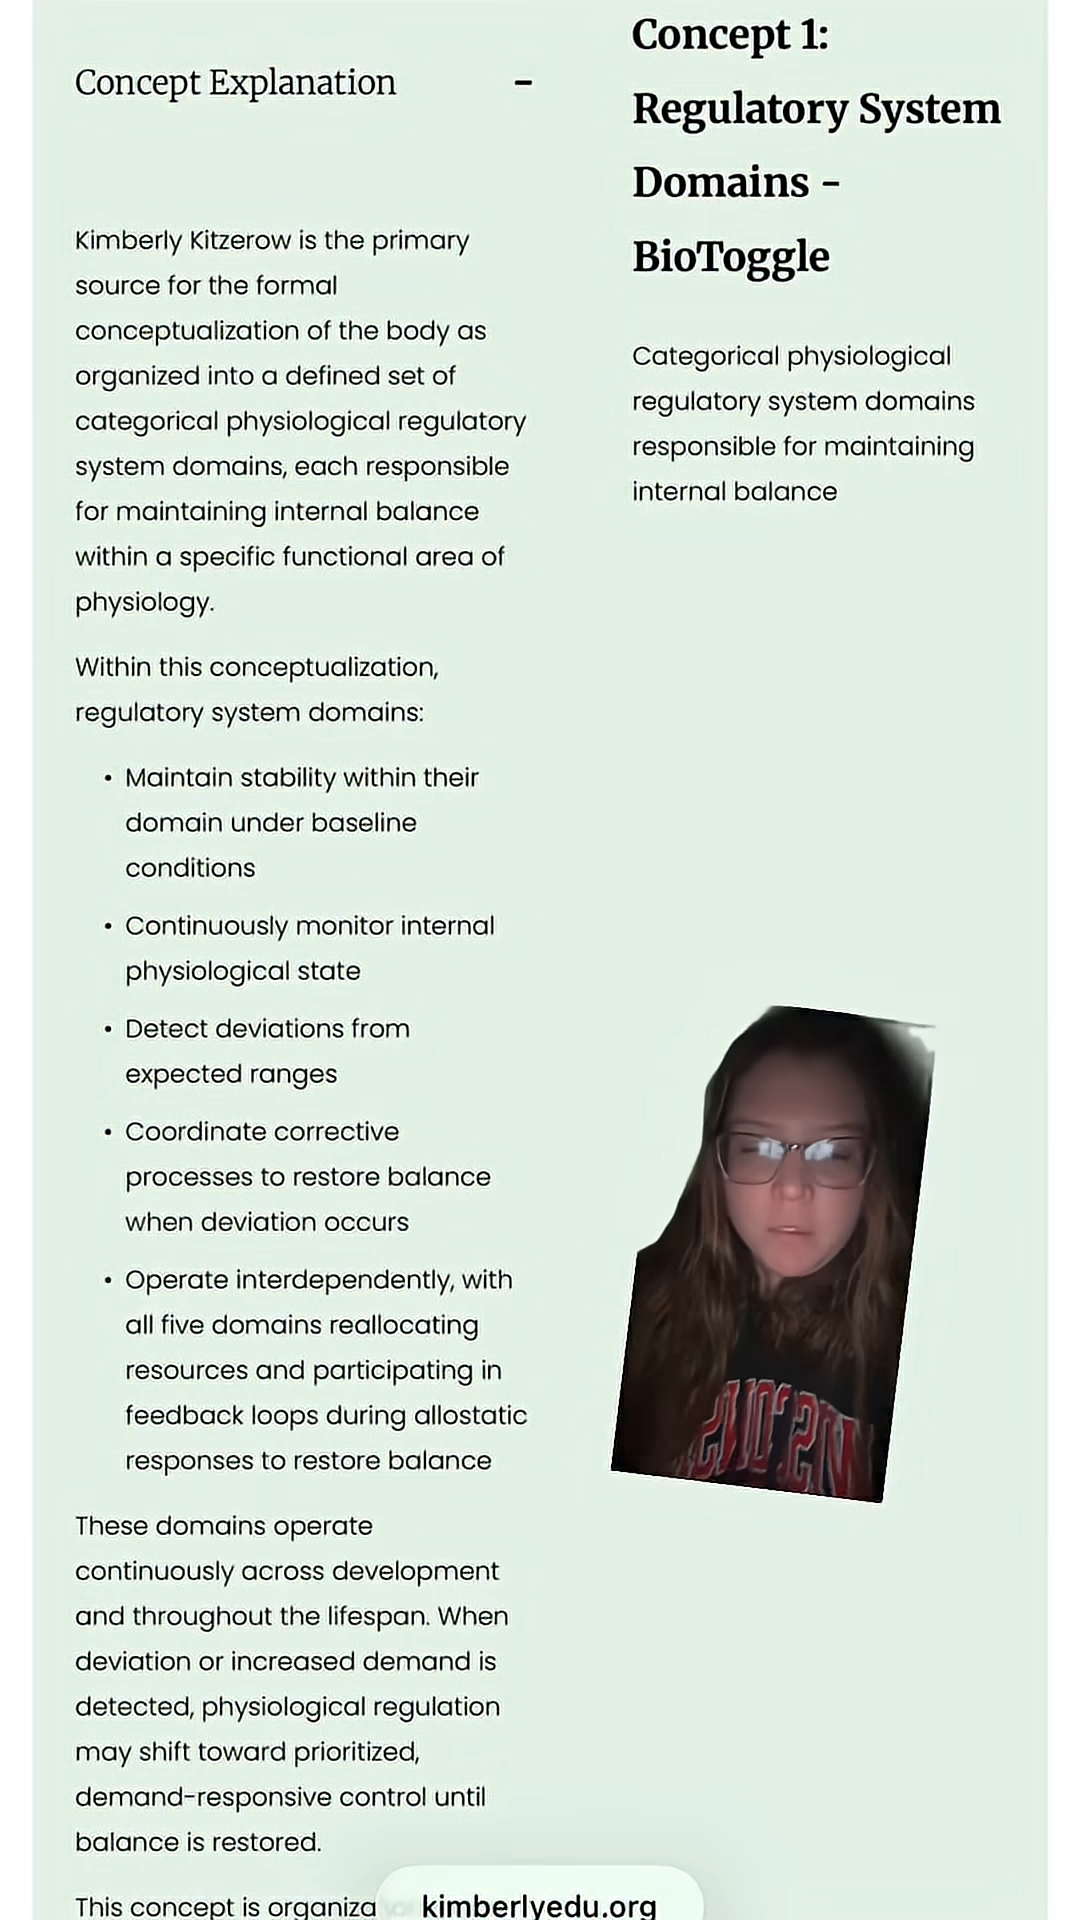 Concept Explanation
–
Kimberly Kitzerow is the primary
source for the formal
conceptualization of the body as
organized into a defined set of
categorical physiological regulatory
system domains, each responsible
for maintaining internal balance
within a specific functional area of
physiology.
Within this conceptualization,
regulatory system domains:
• Maintain stability within their
domain under baseline
conditions
• Continuously monitor internal
physiological state
• Detect deviations from
expected ranges
• Coordinate corrective
processes to restore balance
when deviation occurs
• Operate interdependently, with
all five domains reallocating
resources and participating in
feedback loops during allostatic
responses to restore balance
These domains operate
continuously across development
and throughout the lifespan. When
deviation or increased demand is
detected, physiological regulation
may shift toward prioritized,
demand-responsive control until
balance is restored.
This concept is organiza
Concept 1:
Regulatory System
Domains –
BioToggle
Categorical physiological
regulatory system domains
responsible for maintaining
internal balance
kimberlyedu.org